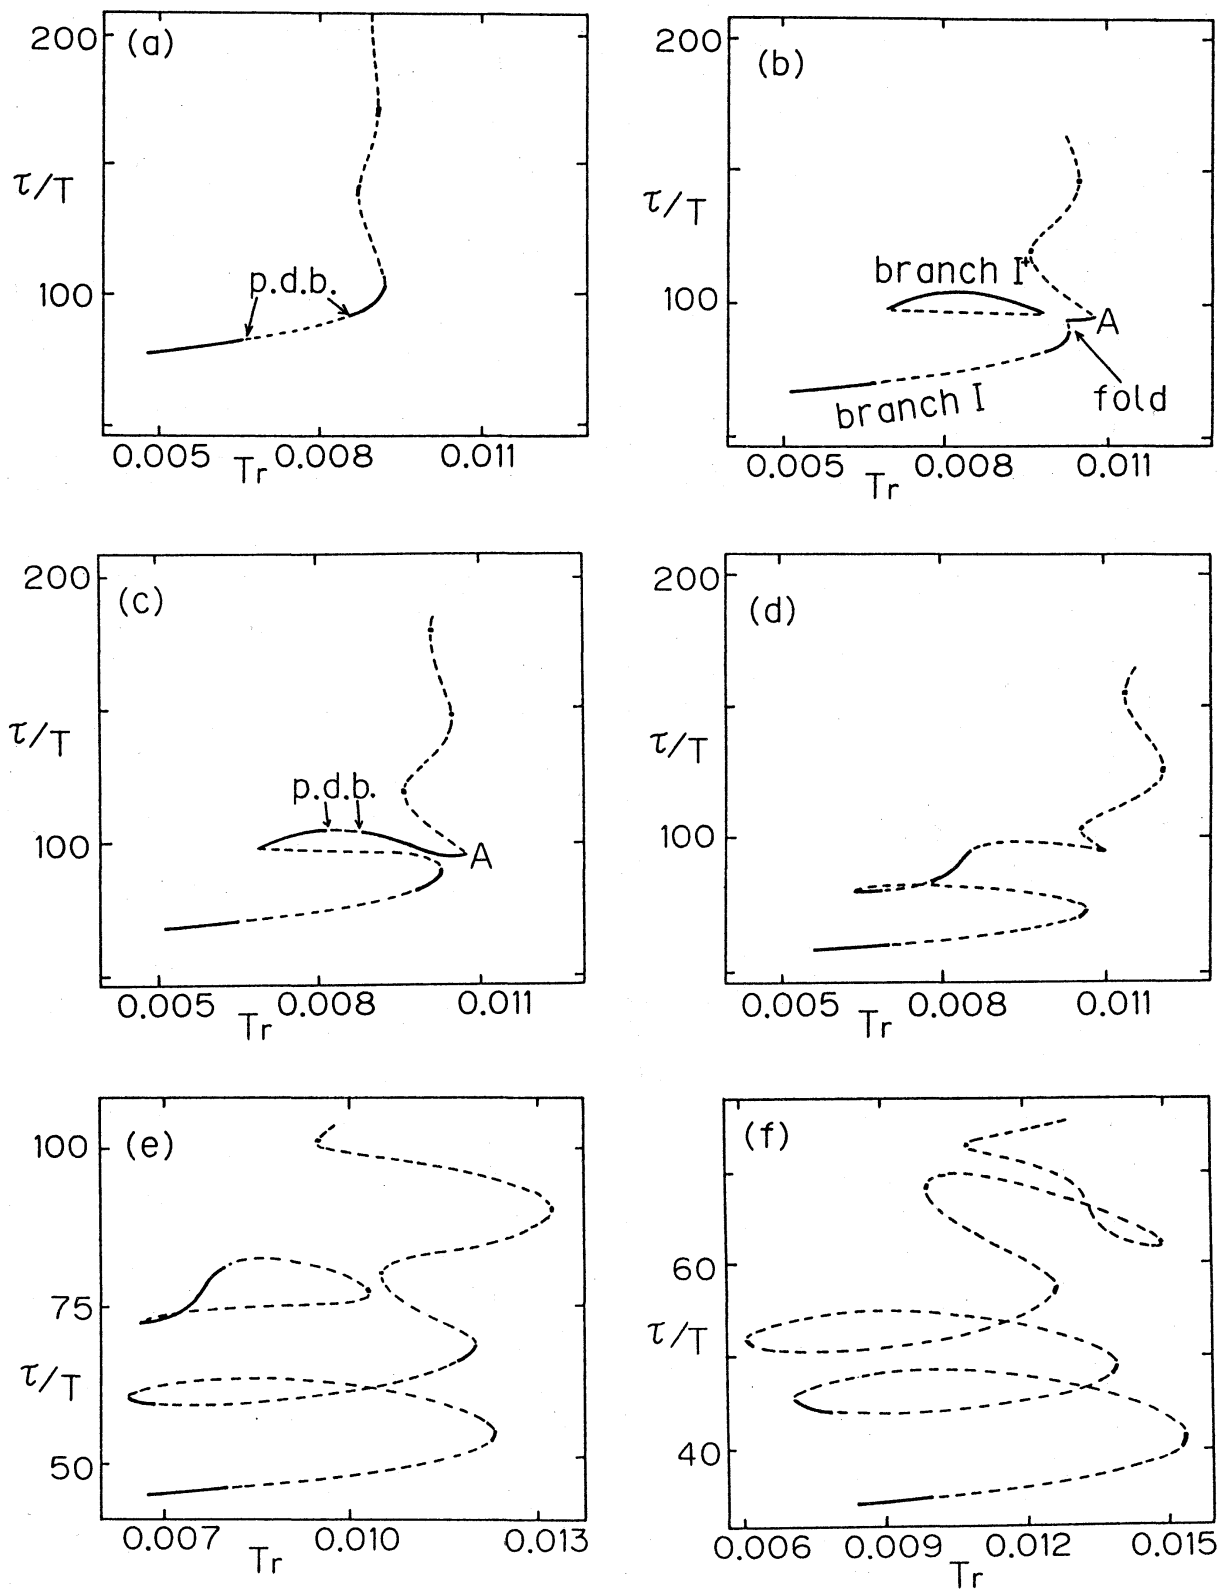 (a)
200
τ/T
100
p.d.b.
0.005
0.008
0.011
Tr
(b)
200
τ/T
100
branch I⁺
A
branch I
fold
0.005
0.008
0.011
Tr
(c)
200
τ/T
100
p.d.b.
A
0.005
0.008
0.011
Tr
(d)
200
τ/T
100
0.005
0.008
0.011
Tr
(e)
100
75
τ/T
50
0.007
0.010
0.013
Tr
(f)
60
τ/T
40
0.006
0.009
0.012
0.015
Tr